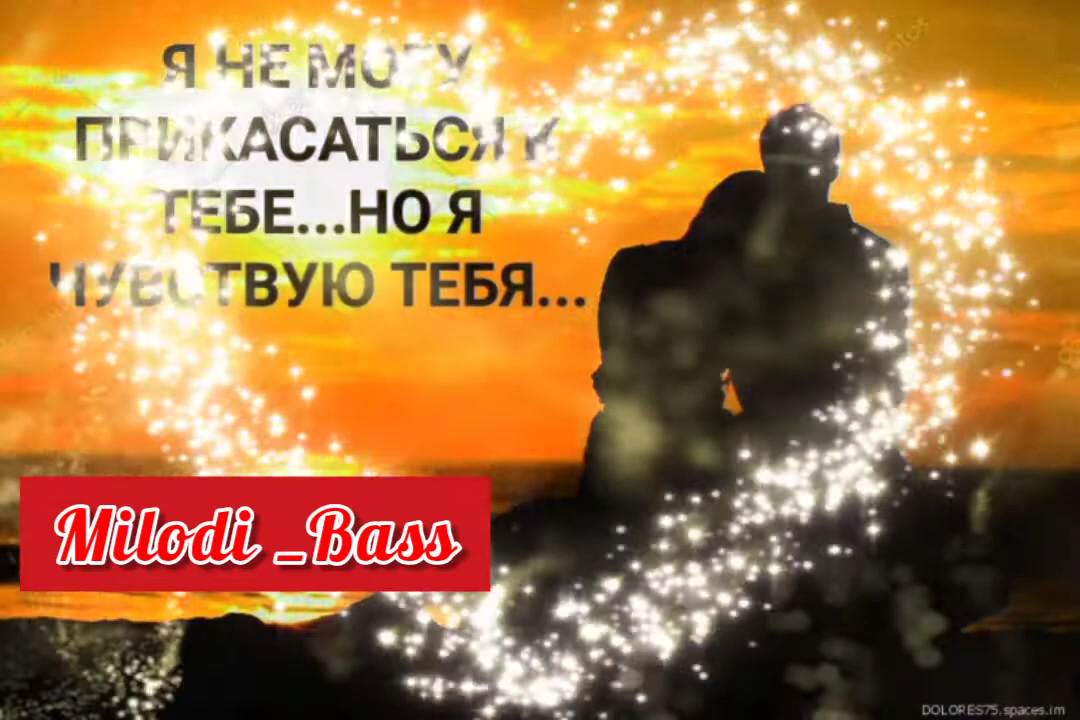 Я НЕ МОГУ
ПРИКАСАТЬСЯ К
ТЕБЕ...НО Я
ЧУВСТВУЮ ТЕБЯ...
Milodi _Bass
DOLORES75.spaces.im